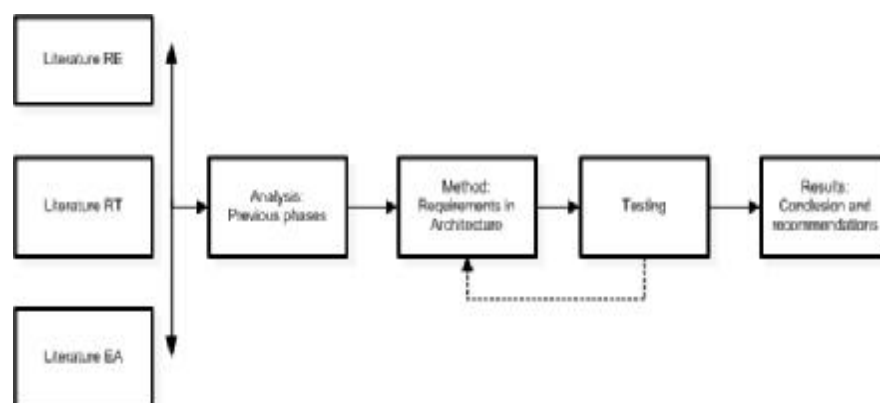 Literature RE
Literature RT
Literature EA
Analysis:
Previous phases
Method:
Requirements in
Architecture
Testing
Results:
Conclusion and
recommendations